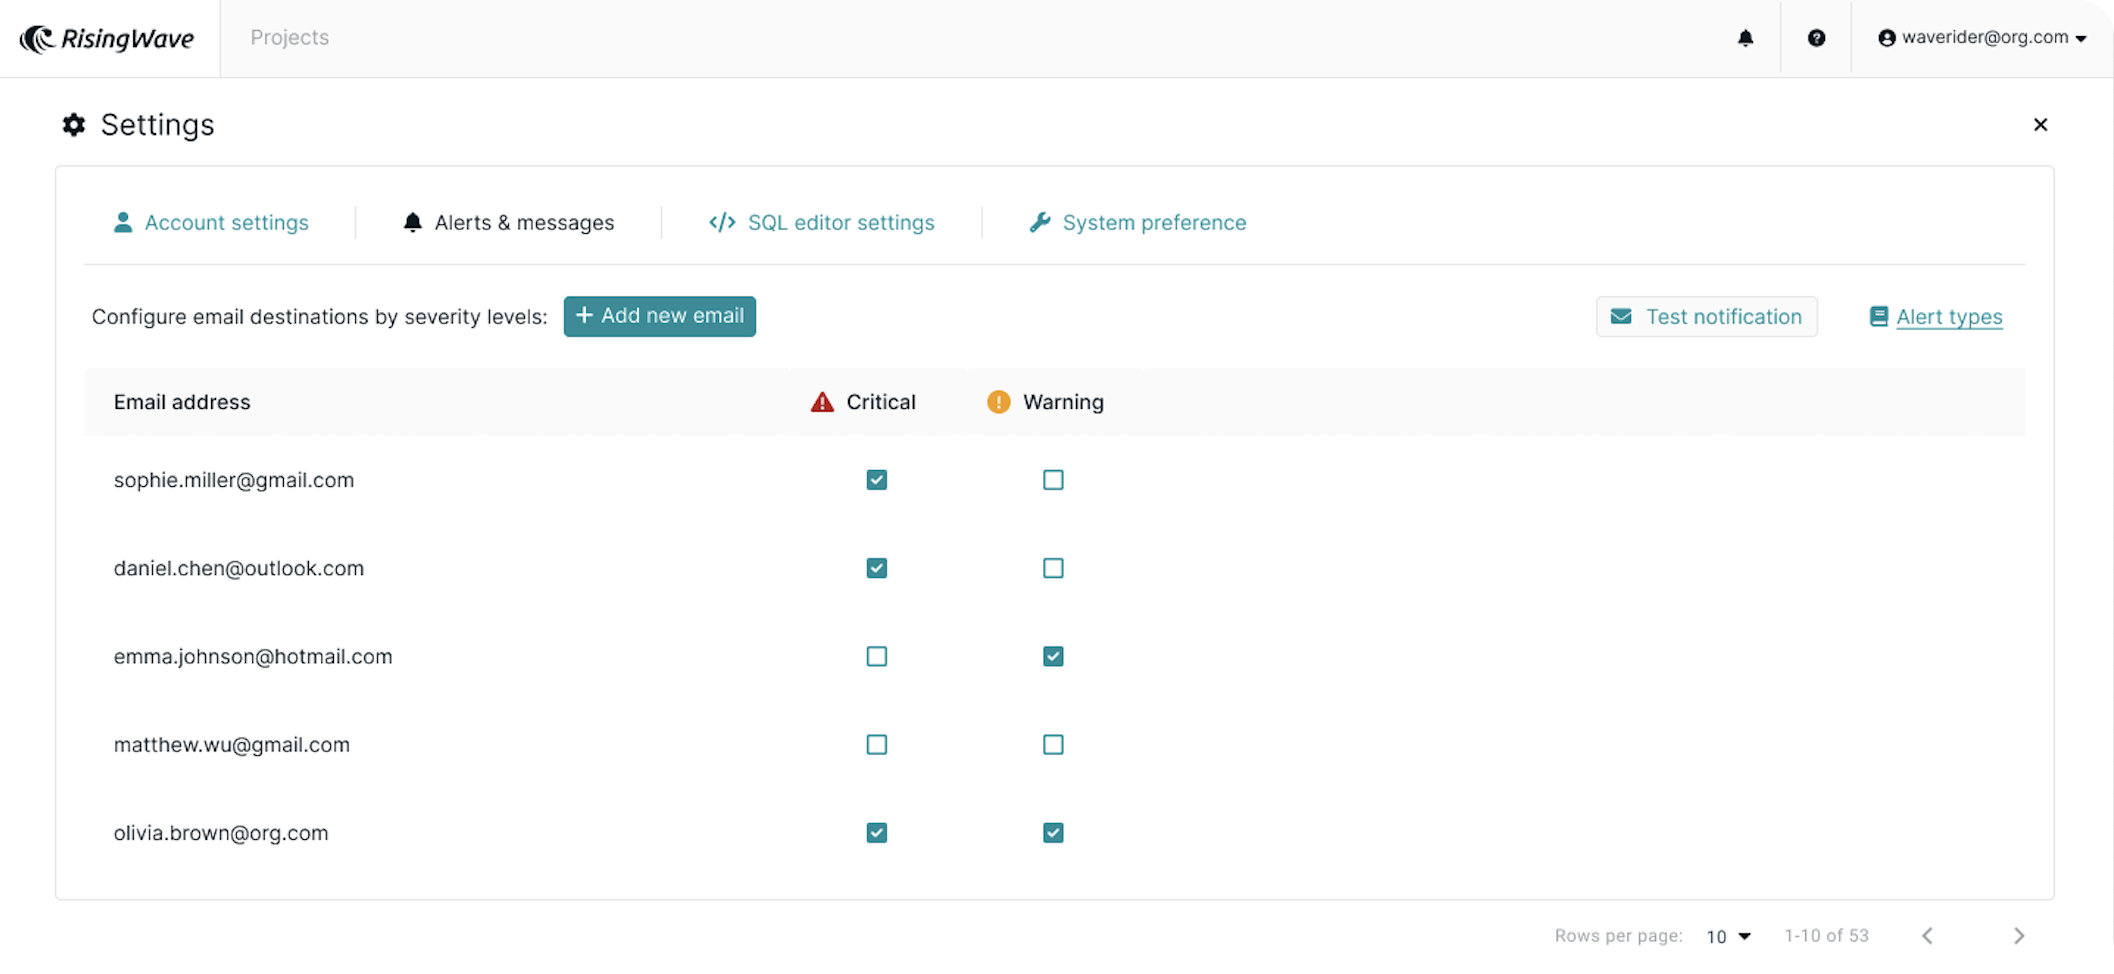 RisingWave Projects waverider@org.com
Settings
Account settings Alerts & messages </> SQL editor settings System preference
Configure email destinations by severity levels: + Add new email Test notification Alert types
Email address Critical Warning
sophie.miller@gmail.com
daniel.chen@outlook.com
emma.johnson@hotmail.com
matthew.wu@gmail.com
olivia.brown@org.com
Rows per page: 10 1-10 of 53